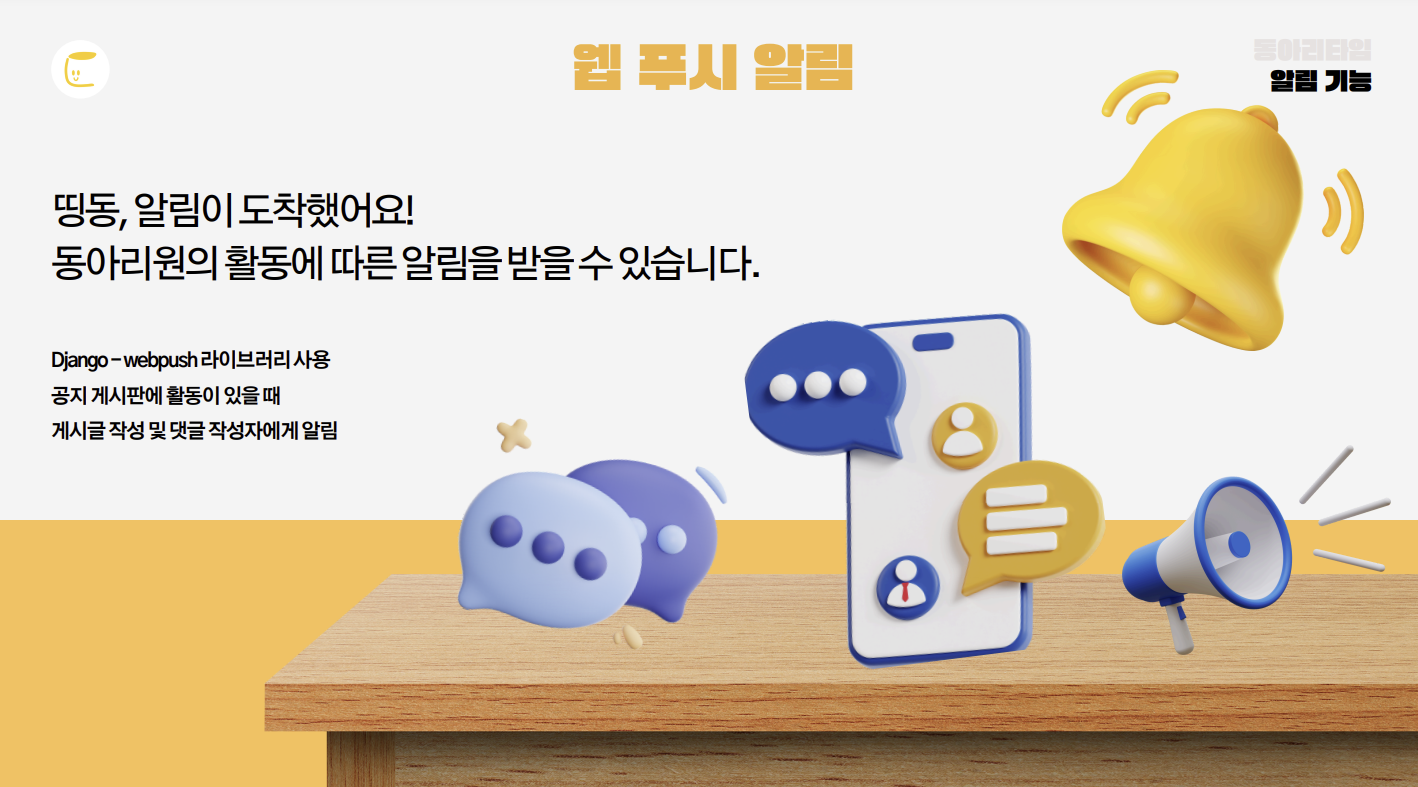 웹 푸시 알림
동아리타임
알림 기능
띵동, 알림이 도착했어요!
동아리원의 활동에 따른 알림을 받을 수 있습니다.
Django – webpush 라이브러리 사용
공지 게시판에 활동이 있을 때
게시글 작성 및 댓글 작성자에게 알림